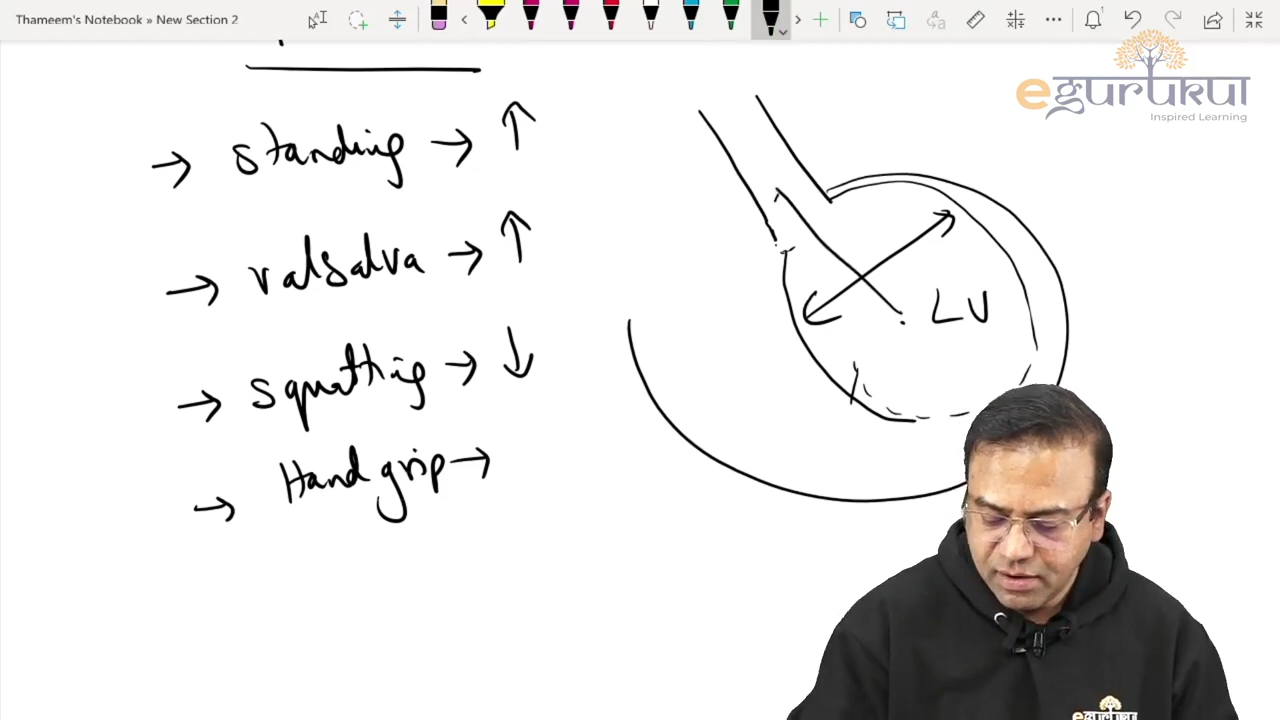 Thameem's Notebook » New Section 2
egurukul
Inspired Learning
→ standing → ↑
→ valsalva → ↑
→ squatting → ↓
→ Hand grip →
LV